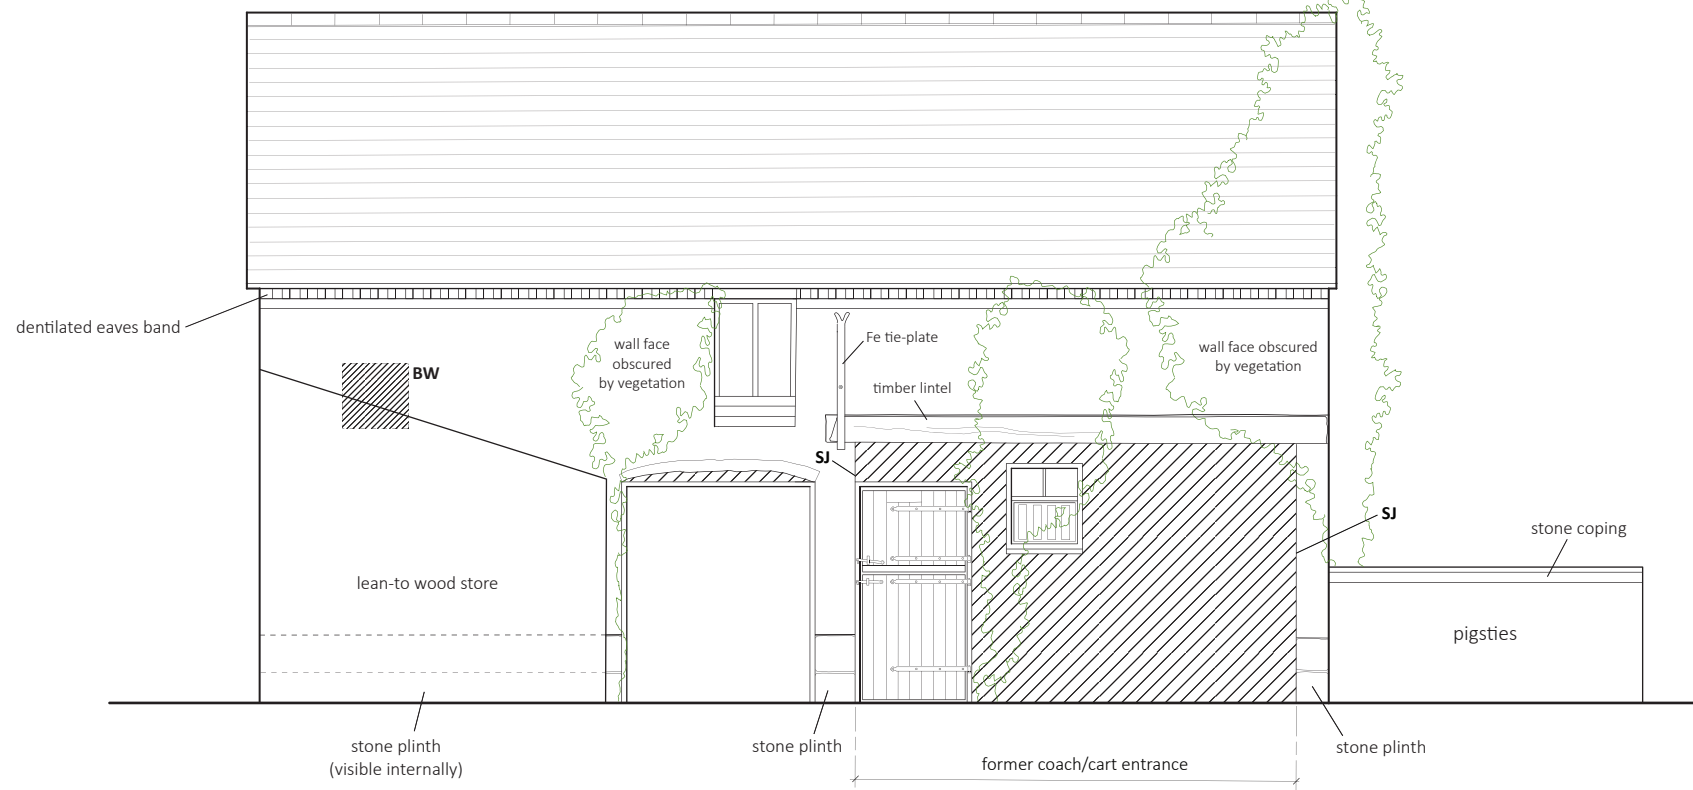 dentilated eaves band
BW
wall face
obscured
by vegetation
Fe tie-plate
timber lintel
wall face obscured
by vegetation
SJ
SJ
stone coping
lean-to wood store
pigsties
stone plinth
(visible internally)
stone plinth
former coach/cart entrance
stone plinth